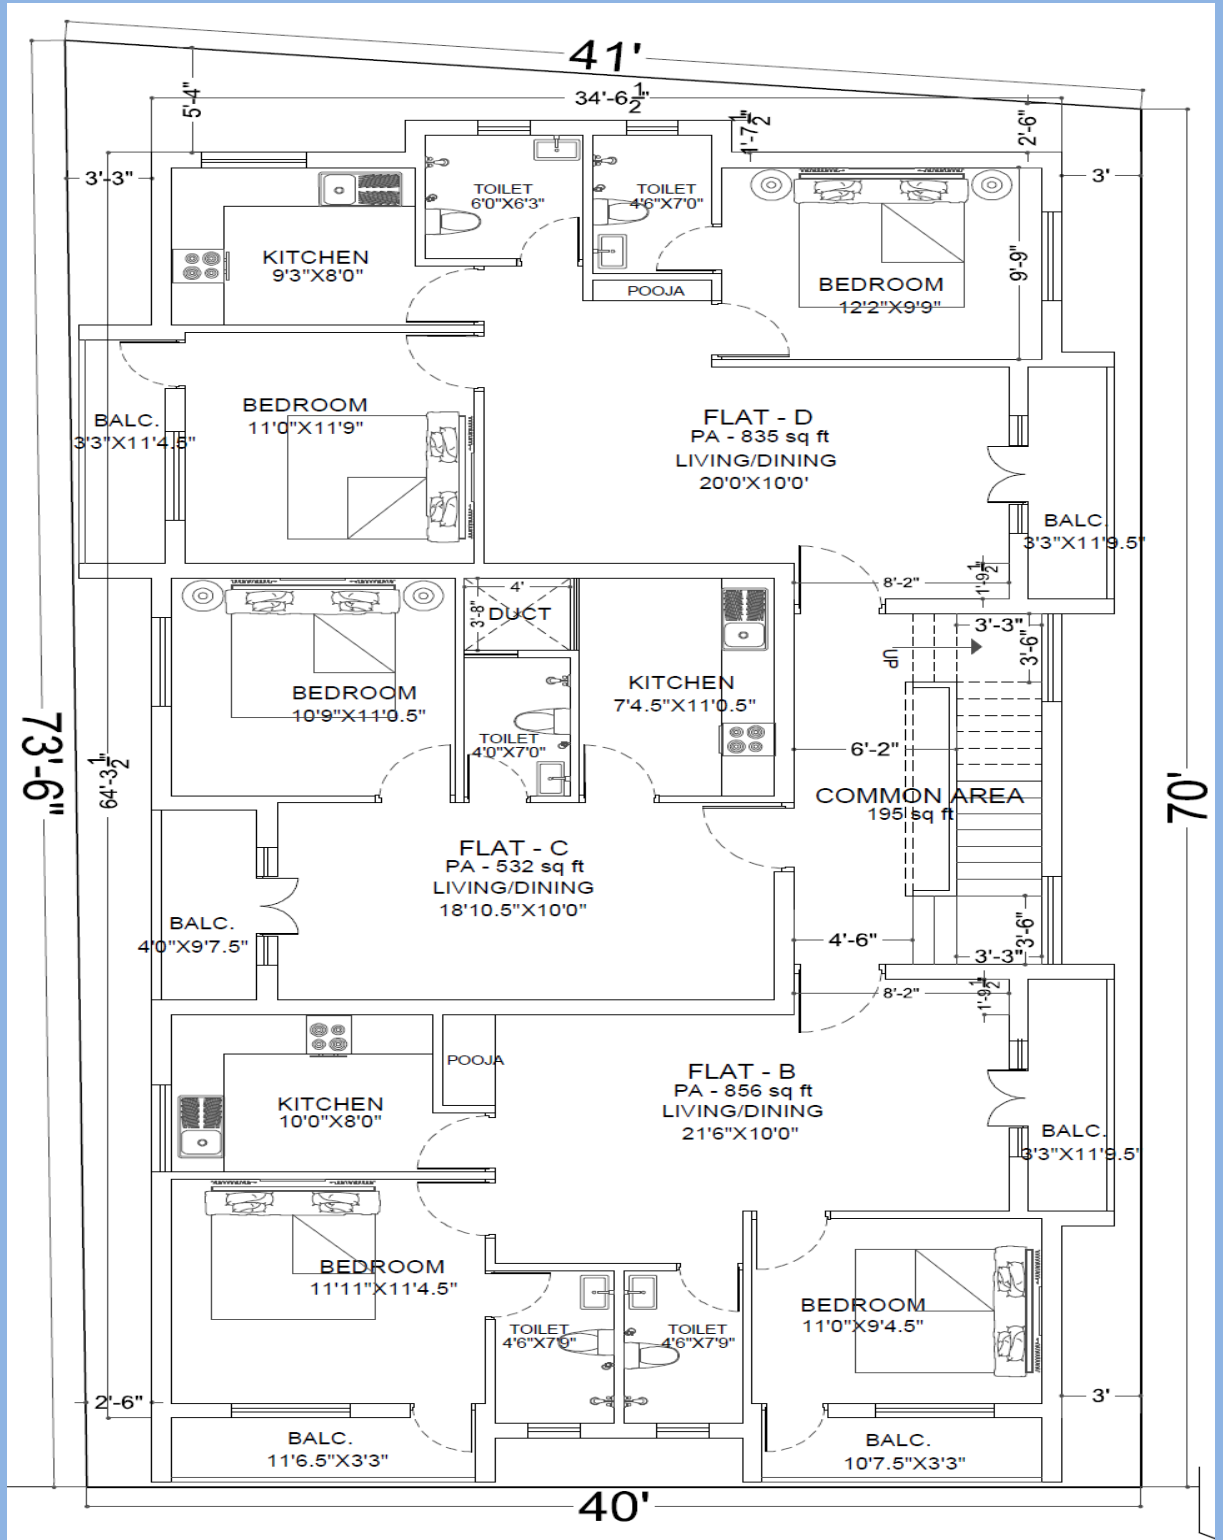 41'
34'-6½"
5'-4"
1'-7½"
2'-6"
3'-3"
3'
TOILET
6'0"X6'3"
TOILET
4'6"X7'0"
KITCHEN
9'3"X8'0"
POOJA
BEDROOM
12'2"X9'9"
9'-9"
BALC.
3'3"X11'4.5"
BEDROOM
11'0"X11'9"
FLAT - D
PA - 835 sq ft
LIVING/DINING
20'0'X10'0'
BALC.
3'3"X11'9.5"
8'-2"
1'-9½"
4'
3'-8"
DUCT
3'-3"
3'-6"
UP
BEDROOM
10'9"X11'0.5"
KITCHEN
7'4.5"X11'0.5"
TOILET
4'0"X7'0"
6'-2"
73'-6"
64'-3½"
70'
COMMON AREA
195 sq ft
FLAT - C
PA - 532 sq ft
LIVING/DINING
18'10.5"X10'0"
BALC.
4'0"X9'7.5"
4'-6"
3'-6"
3'-3"
8'-2"
1'-9½"
POOJA
FLAT - B
PA - 856 sq ft
LIVING/DINING
21'6"X10'0"
KITCHEN
10'0"X8'0"
BALC.
3'3"X11'9.5'
BEDROOM
11'11"X11'4.5"
BEDROOM
11'0"X9'4.5"
TOILET
4'6"X7'9"
TOILET
4'6"X7'9"
2'-6"
3'
BALC.
11'6.5"X3'3"
BALC.
10'7.5"X3'3"
40'